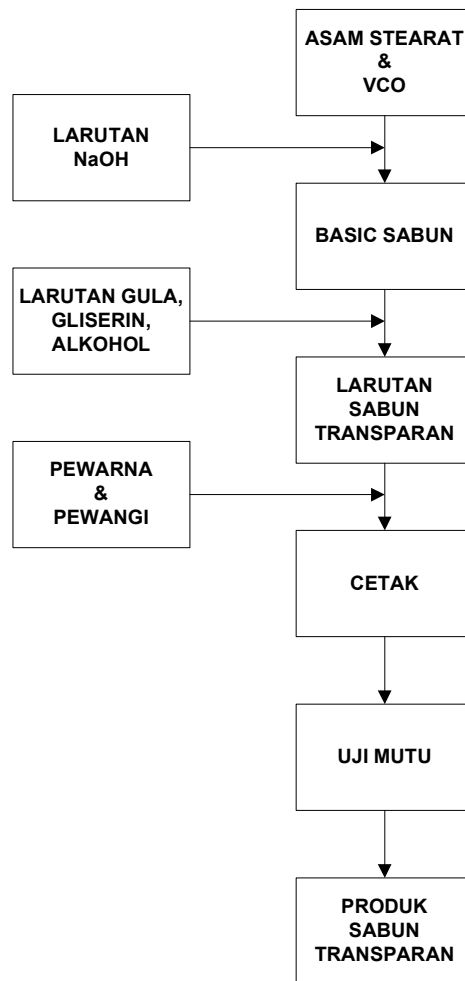 ASAM STEARAT
&
VCO
LARUTAN
NaOH
BASIC SABUN
LARUTAN GULA,
GLISERIN,
ALKOHOL
LARUTAN
SABUN
TRANSPARAN
PEWARNA
&
PEWANGI
CETAK
UJI MUTU
PRODUK
SABUN
TRANSPARAN